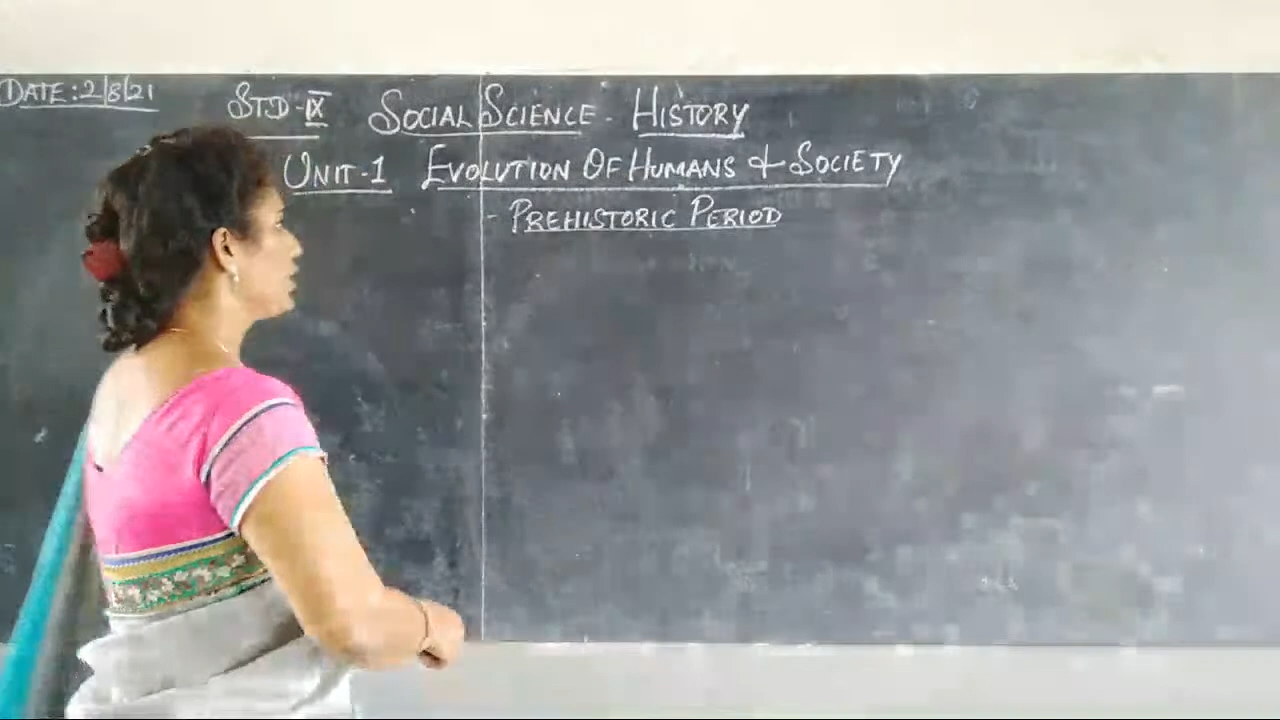 DATE: 2/8/21
STD-IX SOCIAL SCIENCE - HISTORY
UNIT-1 EVOLUTION OF HUMANS & SOCIETY
- PREHISTORIC PERIOD